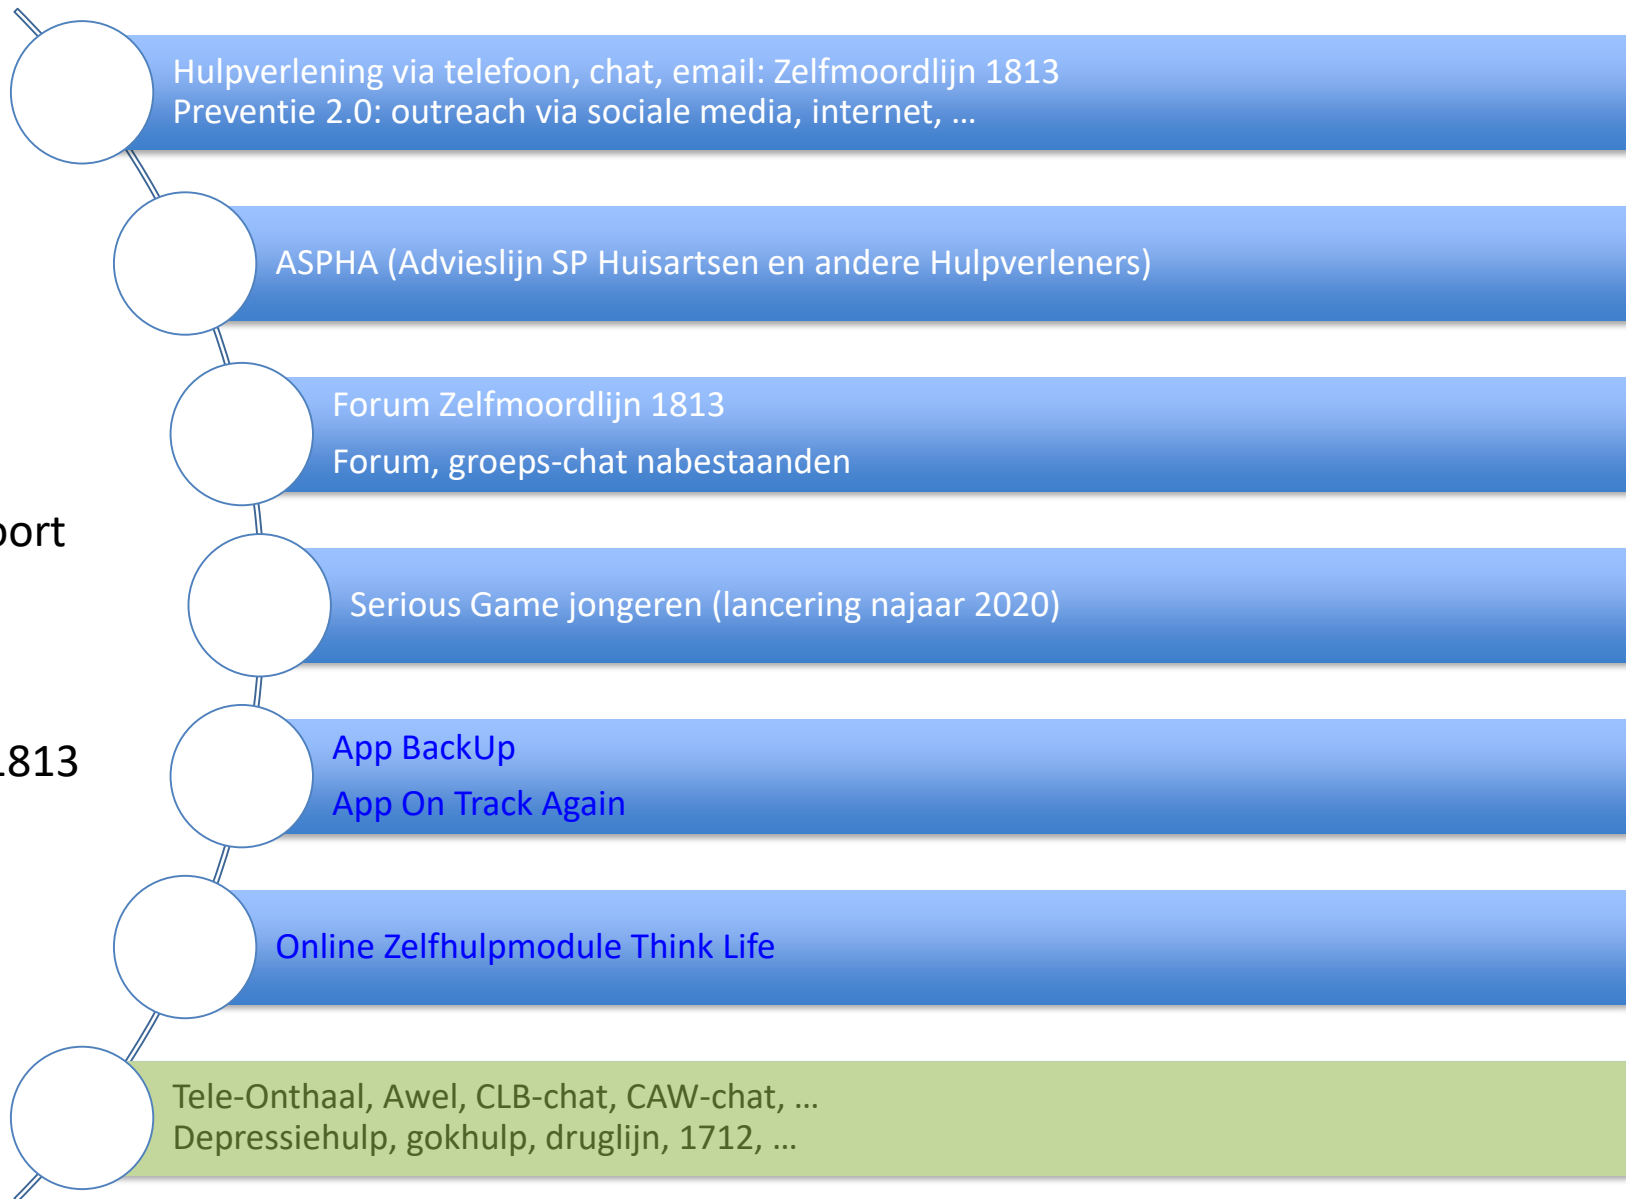 Hulpverlening via telefoon, chat, email: Zelfmoordlijn 1813
Preventie 2.0: outreach via sociale media, internet, …
ASPHA (Advieslijn SP Huisartsen en andere Hulpverleners)
Forum Zelfmoordlijn 1813
Forum, groeps-chat nabestaanden
oort
Serious Game jongeren (lancering najaar 2020)
1813
App BackUp
App On Track Again
Online Zelfhulpmodule Think Life
Tele-Onthaal, Awel, CLB-chat, CAW-chat, …
Depressiehulp, gokhulp, druglijn, 1712, …